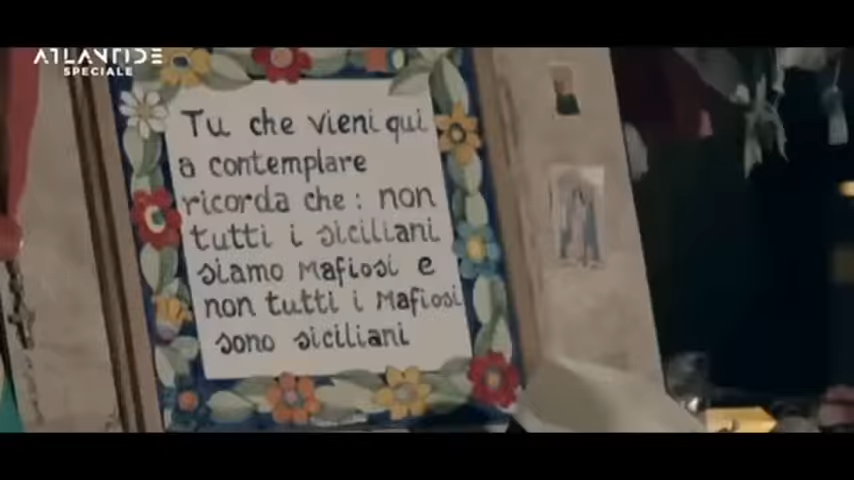 ATLANTIDE
SPECIALE
Tu che vieni qui
a contemplare
ricorda che: non
tutti i siciliani
siamo Mafiosi e
non tutti i Mafiosi
sono siciliani